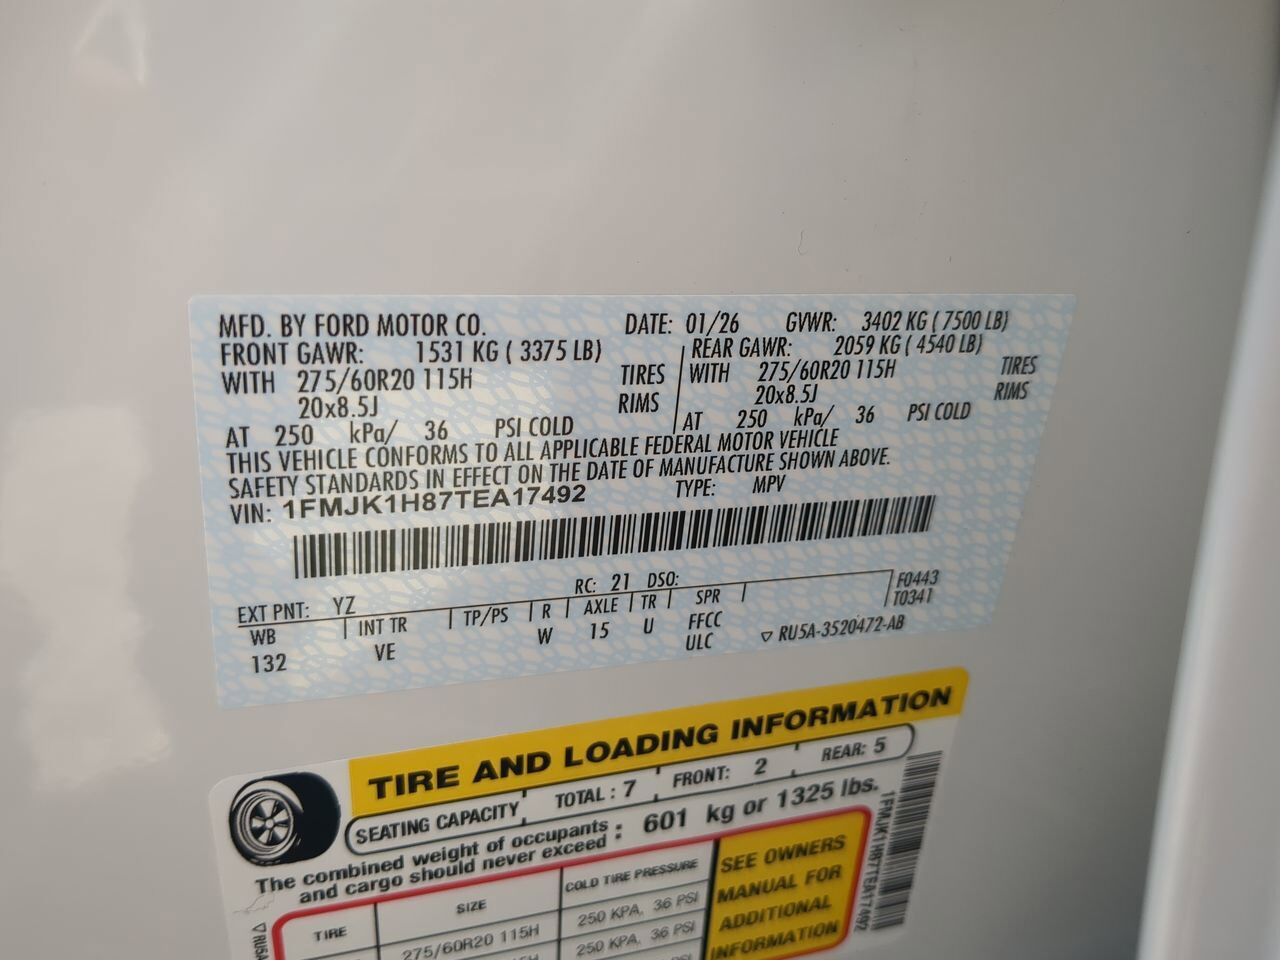 MFD. BY FORD MOTOR CO. DATE: 01/26 GVWR: 3402 KG ( 7500 LB)
FRONT GAWR: 1531 KG ( 3375 LB) REAR GAWR: 2059 KG ( 4540 LB)
WITH 275/60R20 115H TIRES WITH 275/60R20 115H TIRES
20x8.5J RIMS 20x8.5J RIMS
AT 250 kPa/ 36 PSI COLD AT 250 kPa/ 36 PSI COLD
THIS VEHICLE CONFORMS TO ALL APPLICABLE FEDERAL MOTOR VEHICLE
SAFETY STANDARDS IN EFFECT ON THE DATE OF MANUFACTURE SHOWN ABOVE.
VIN: 1FMJK1H87TEA17492 TYPE: MPV
EXT PNT: YZ RC: 21 DSO: F0443
WB INT TR TP/PS R AXLE TR SPR T0341
132 VE W 15 U FFCC
ULC ▽ RU5A-3520472-AB
TIRE AND LOADING INFORMATION
SEATING CAPACITY TOTAL : 7 FRONT: 2 REAR: 5
The combined weight of occupants : 601 kg or 1325 lbs.
and cargo should never exceed
TIRE SIZE COLD TIRE PRESSURE
275/60R20 115H 250 KPA, 36 PSI
250 KPA, 36 PSI
SEE OWNERS
MANUAL FOR
ADDITIONAL
INFORMATION
1FMJK1H87TEA17492
▽ RU5A